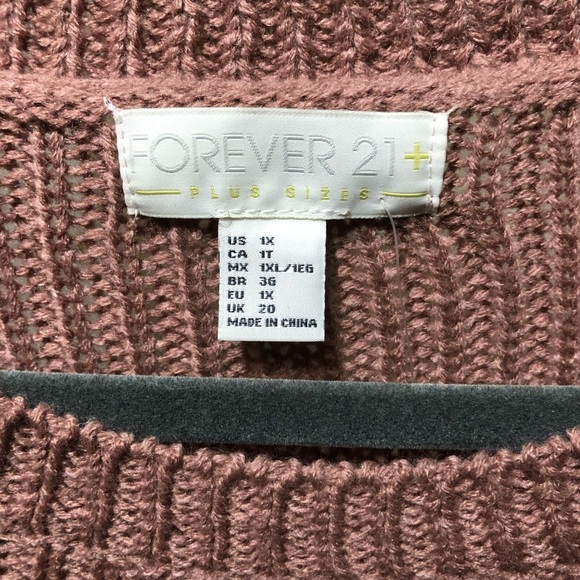 FOREVER 21+
PLUS SIZES
US 1X
CA 1T
MX 1XL/1EG
BR 3G
EU 1X
UK 20
MADE IN CHINA